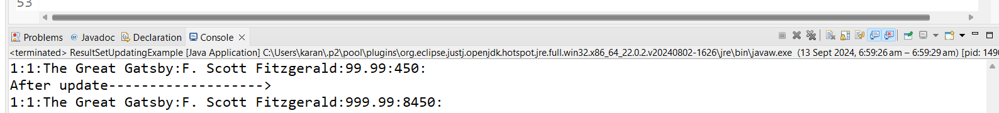 53
Problems @ Javadoc Declaration Console
<terminated> ResultSetUpdatingExample [Java Application] C:\Users\karan\.p2\pool\plugins\org.eclipse.justj.openjdk.hotspot.jre.full.win32.x86_64_22.0.2.v20240802-1626\jre\bin\javaw.exe (13 Sept 2024, 6:59:26 am – 6:59:29 am) [pid: 1490
1:1:The Great Gatsby:F. Scott Fitzgerald:99.99:450:
After update-------------------->
1:1:The Great Gatsby:F. Scott Fitzgerald:999.99:8450: